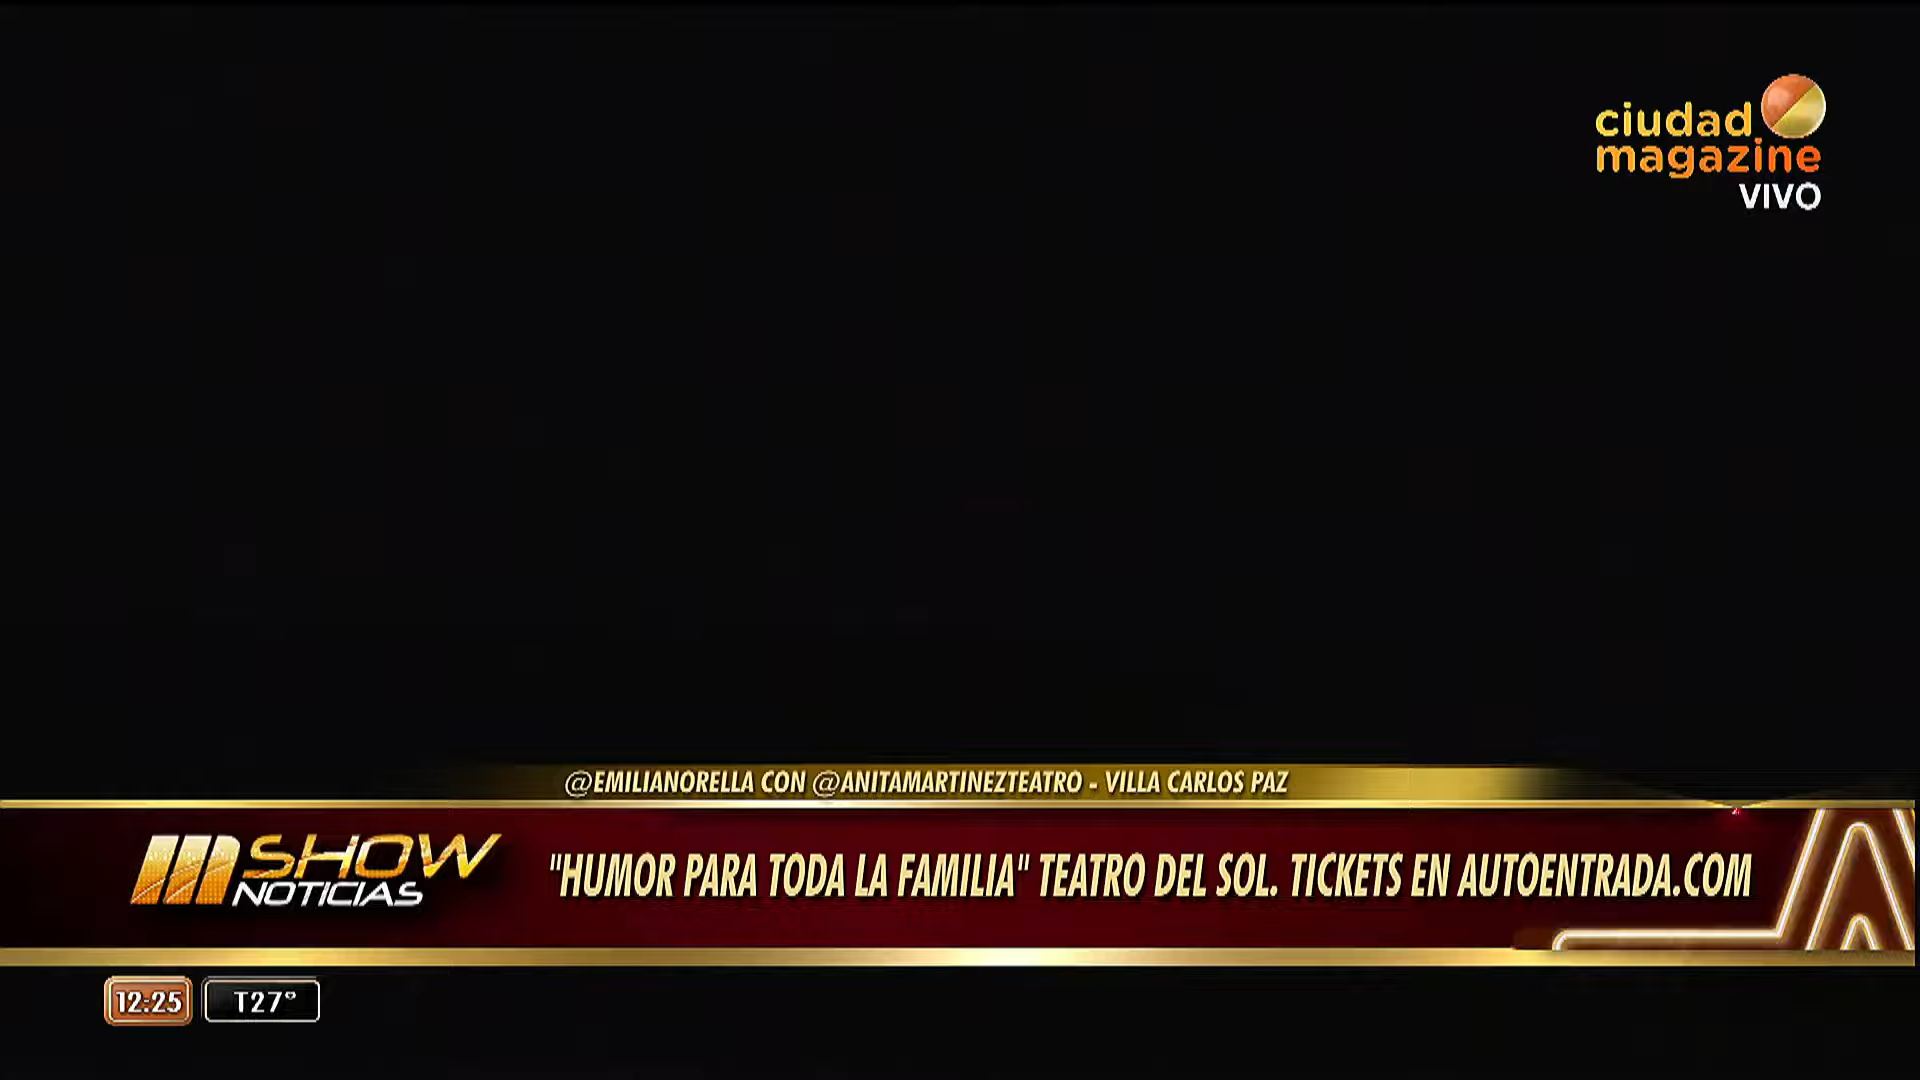 ciudad
magazine
VIVO
@EMILIANORELLA CON @ANITAMARTINEZTEATRO - VILLA CARLOS PAZ
SHOW
NOTICIAS
"HUMOR PARA TODA LA FAMILIA" TEATRO DEL SOL. TICKETS EN AUTOENTRADA.COM
12:25
T27°